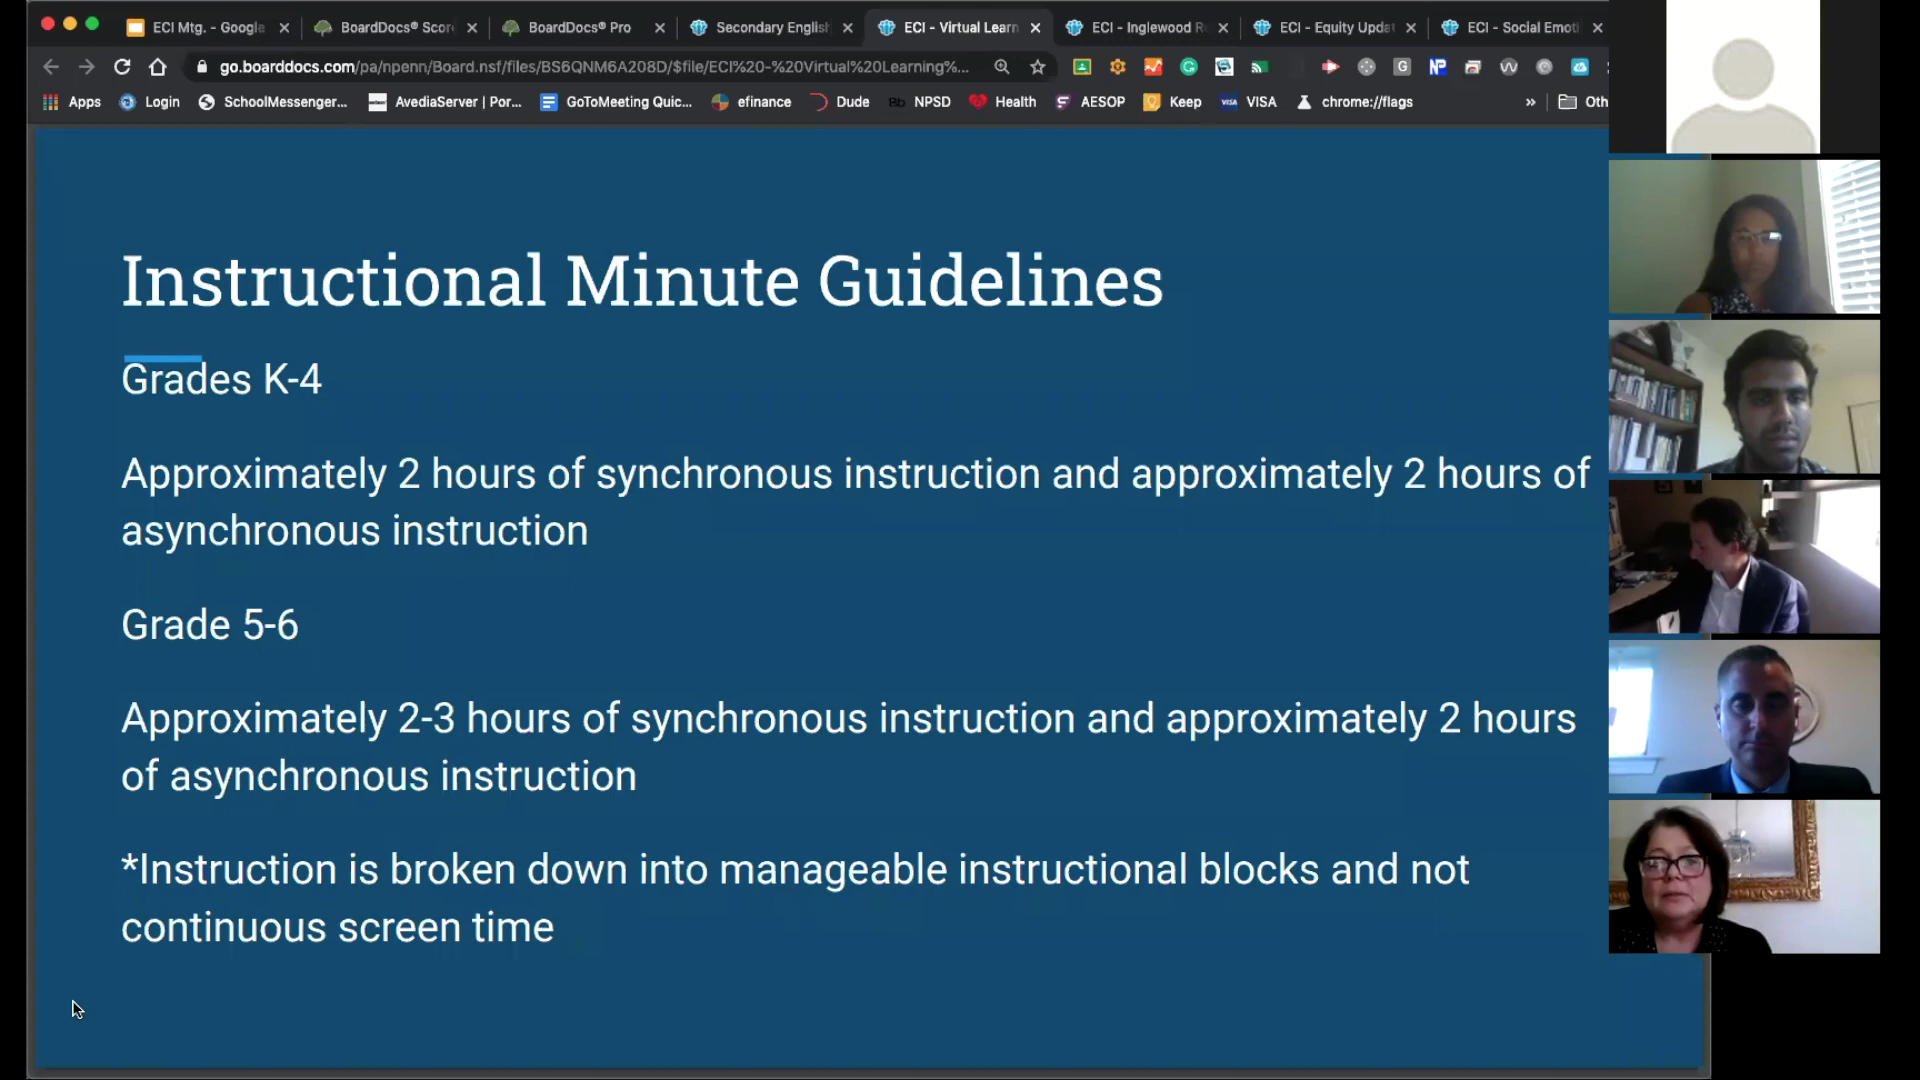 ECI Mtg. - Google
BoardDocs® Scor
BoardDocs® Pro
Secondary English
ECI - Virtual Learn
ECI - Inglewood R
ECI - Equity Upda
ECI - Social Emoti
go.boarddocs.com/pa/npenn/Board.nsf/files/BS6QNM6A208D/$file/ECI%20-%20Virtual%20Learning%...
Apps Login SchoolMessenger... AvediaServer | Por... GoToMeeting Quic... efinance Dude Bb NPSD Health AESOP Keep VISA VISA chrome://flags » Oth
Instructional Minute Guidelines
Grades K-4
Approximately 2 hours of synchronous instruction and approximately 2 hours of
asynchronous instruction
Grade 5-6
Approximately 2-3 hours of synchronous instruction and approximately 2 hours
of asynchronous instruction
*Instruction is broken down into manageable instructional blocks and not
continuous screen time